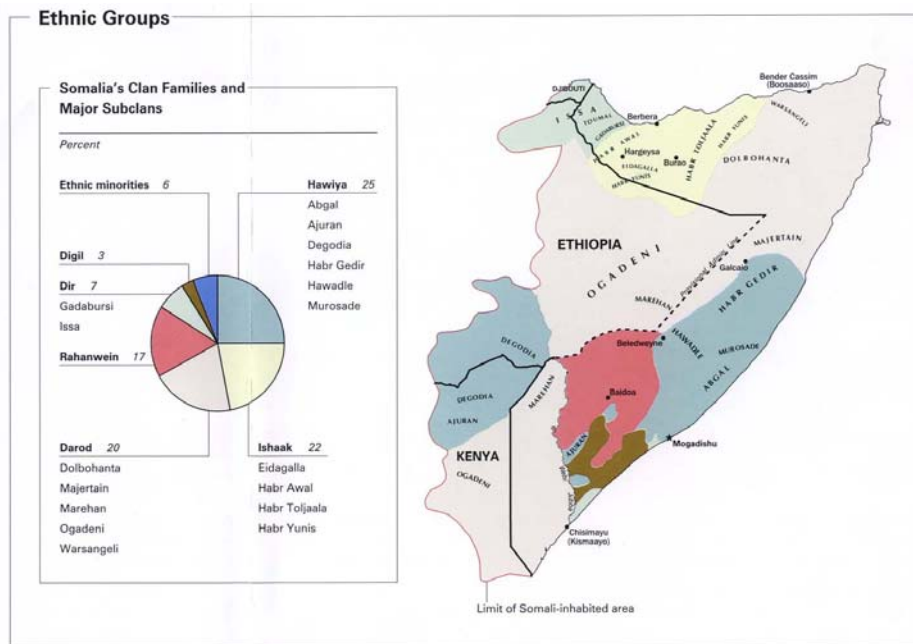 Ethnic Groups
Somalia's Clan Families and
Major Subclans
Percent
Ethnic minorities 6
Digil 3
Dir 7
Gadabursi
Issa
Rahanwein 17
Darod 20
Dolbohanta
Majertain
Marehan
Ogadeni
Warsangeli
Hawiya 25
Abgal
Ajuran
Degodia
Habr Gedir
Hawadle
Murosade
Ishaak 22
Eidagalla
Habr Awal
Habr Toljaala
Habr Yunis
Bender Cassim
(Boosaaso)
DJIBOUTI
ISSA
TDUMAL
GADABURSI
Berbera
WARSANGELI
HABR AWAL
Hargeysa
Burao
HABR TOLJAALA
HABR YUNIS
DOLBOHANTA
EIDAGALLA
HABR YUNIS
ETHIOPIA
OGADENI
MAJERTAIN
Galcaio
MAREHAN
HABR GEDIR
Beledweyne
HAWADLE
MUROSADE
ABGAL
DEGODIA
DEGODIA
MAREHAN
Baidoa
AJURAN
AJURAN
Mogadishu
KENYA
OGADENI
Chisimayu
(Kismaayo)
Limit of Somali-inhabited area